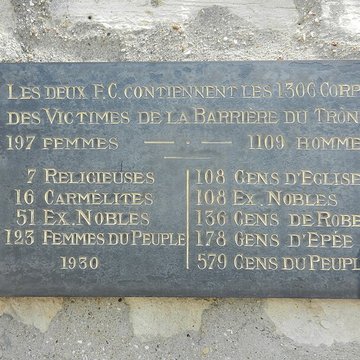 LES DEUX F.C. CONTIENNENT LES 1306 CORP
DES VICTIMES DE LA BARRIÈRE DU TRÔN
197 FEMMES — · — 1109 HOMME
7 RELIGIEUSES
16 CARMÉLITES
51 EX. NOBLES
123 FEMMES DU PEUPLE
1930
108 GENS D'EGLISE
108 EX. NOBLES
136 GENS DE ROBE
178 GENS D'EPÉE
579 GENS DU PEUPL